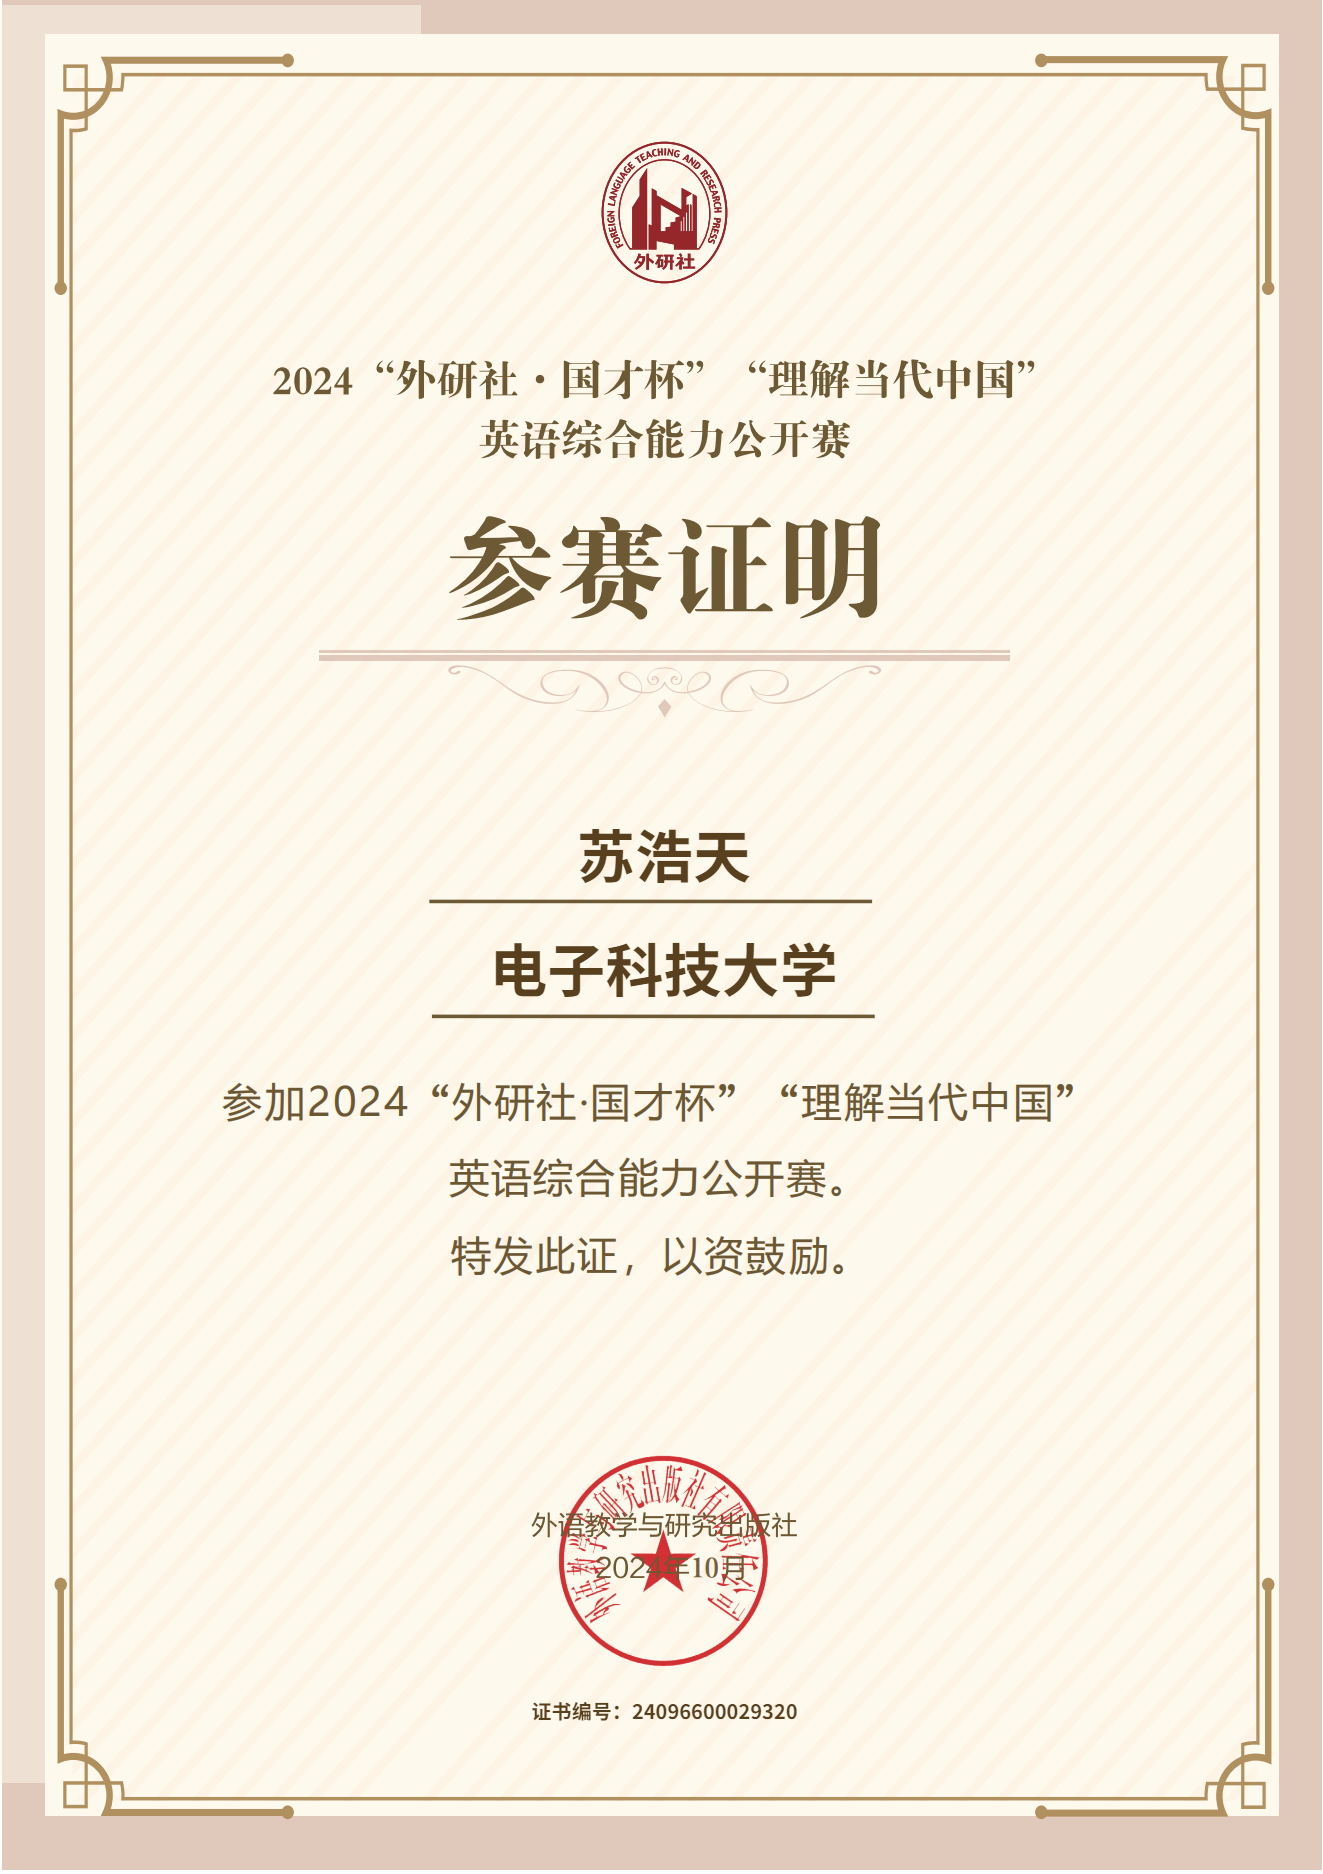 FOREIGN LANGUAGE TEACHING AND RESEARCH PRESS
外研社
2024“外研社·国才杯”“理解当代中国”
英语综合能力公开赛
参赛证明
苏浩天
电子科技大学
参加2024“外研社·国才杯”“理解当代中国”
英语综合能力公开赛。
特发此证，以资鼓励。
外语教学与研究出版社有限责任公司
外语教学与研究出版社
2024年10月
证书编号：24096600029320